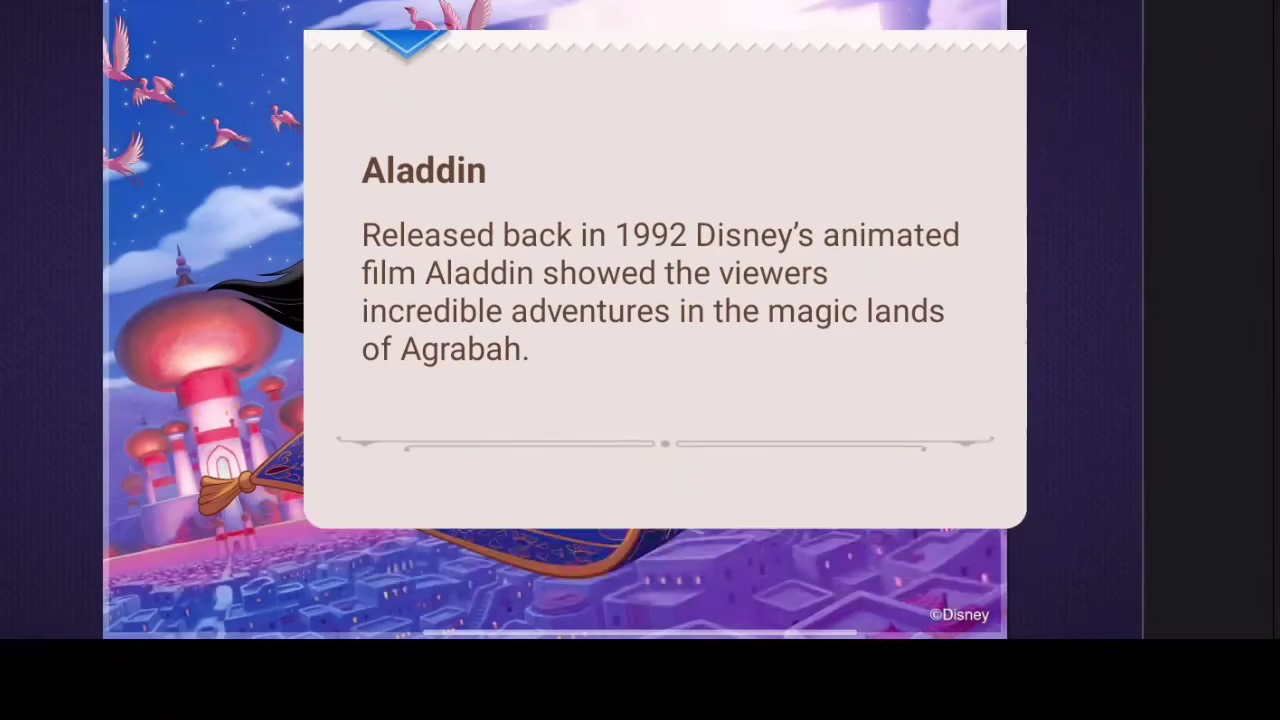 Aladdin
Released back in 1992 Disney’s animated
film Aladdin showed the viewers
incredible adventures in the magic lands
of Agrabah.
©Disney